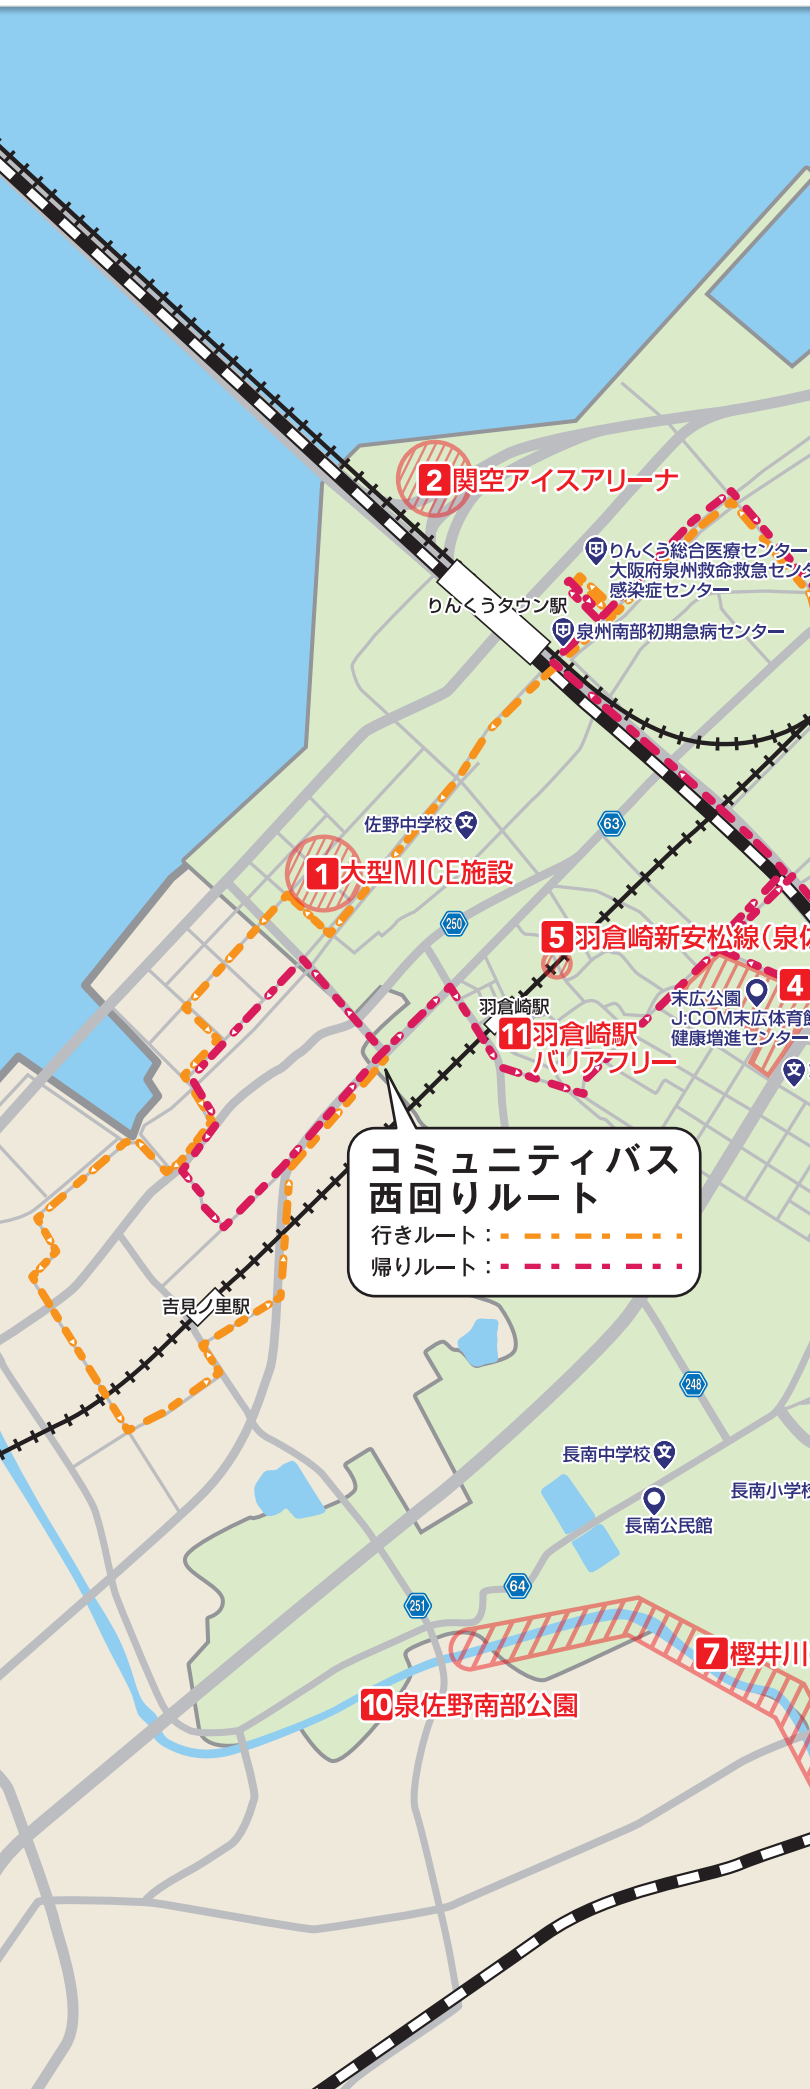 2 関空アイスアリーナ
りんくう総合医療センター
大阪府泉州救命救急センタ
感染症センター
りんくうタウン駅
泉州南部初期急病センター
佐野中学校
文
63
1 大型MICE施設
250
5 羽倉崎新安松線（泉佐
4
末広公園
J:COM末広体育館
健康増進センター
羽倉崎駅
11 羽倉崎駅
バリアフリー
文
コミュニティバス
西回りルート
行きルート：
帰りルート：
吉見ノ里駅
248
長南中学校
文
長南小学校
長南公民館
64
251
7 樫井川
10 泉佐野南部公園